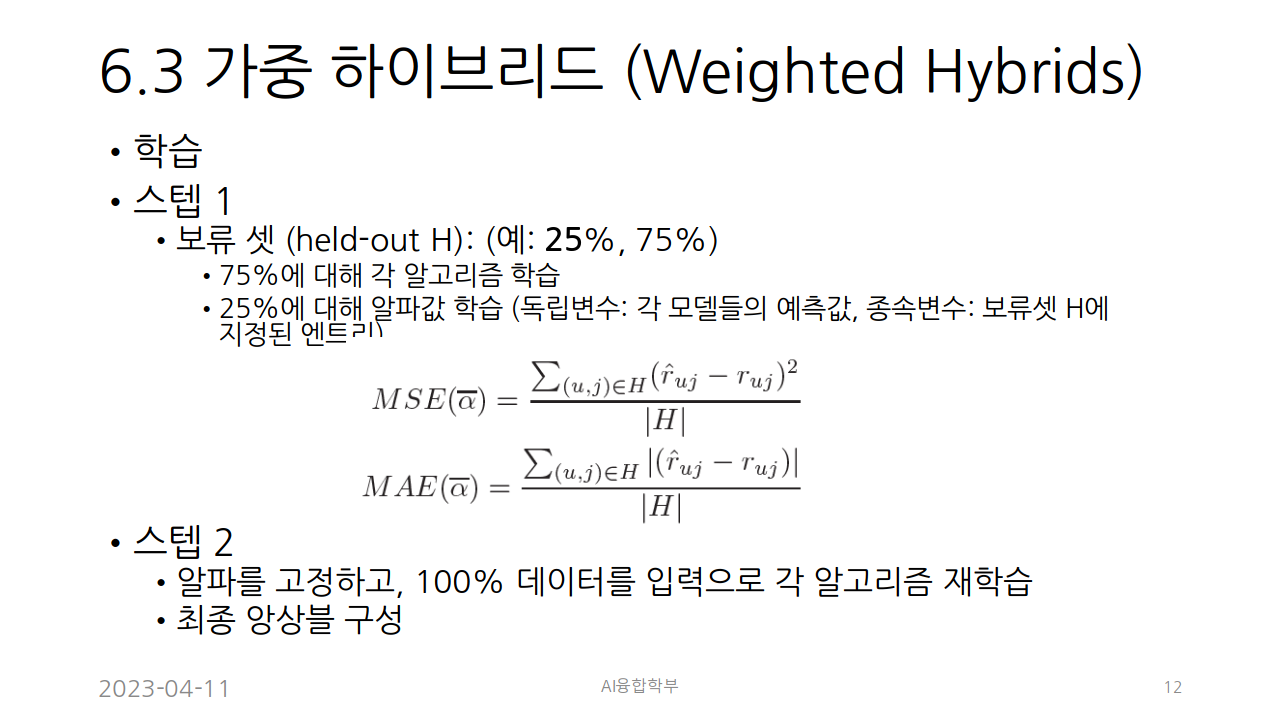 6.3 가중 하이브리드 (Weighted Hybrids)
• 학습
• 스텝 1
• 보류 셋 (held-out H): (예: 25%, 75%)
• 75%에 대해 각 알고리즘 학습
• 25%에 대해 알파값 학습 (독립변수: 각 모델들의 예측값, 종속변수: 보류셋 H에
지정된 엔트리)
MSE(\overline{α}) = \frac{∑_{(u,j)∈H}(\hat{r}_{uj} − r_{uj})^2}{|H|}
MAE(\overline{α}) = \frac{∑_{(u,j)∈H}|(\hat{r}_{uj} − r_{uj})|}{|H|}
• 스텝 2
• 알파를 고정하고, 100% 데이터를 입력으로 각 알고리즘 재학습
• 최종 앙상블 구성
2023-04-11
AI융합학부
12